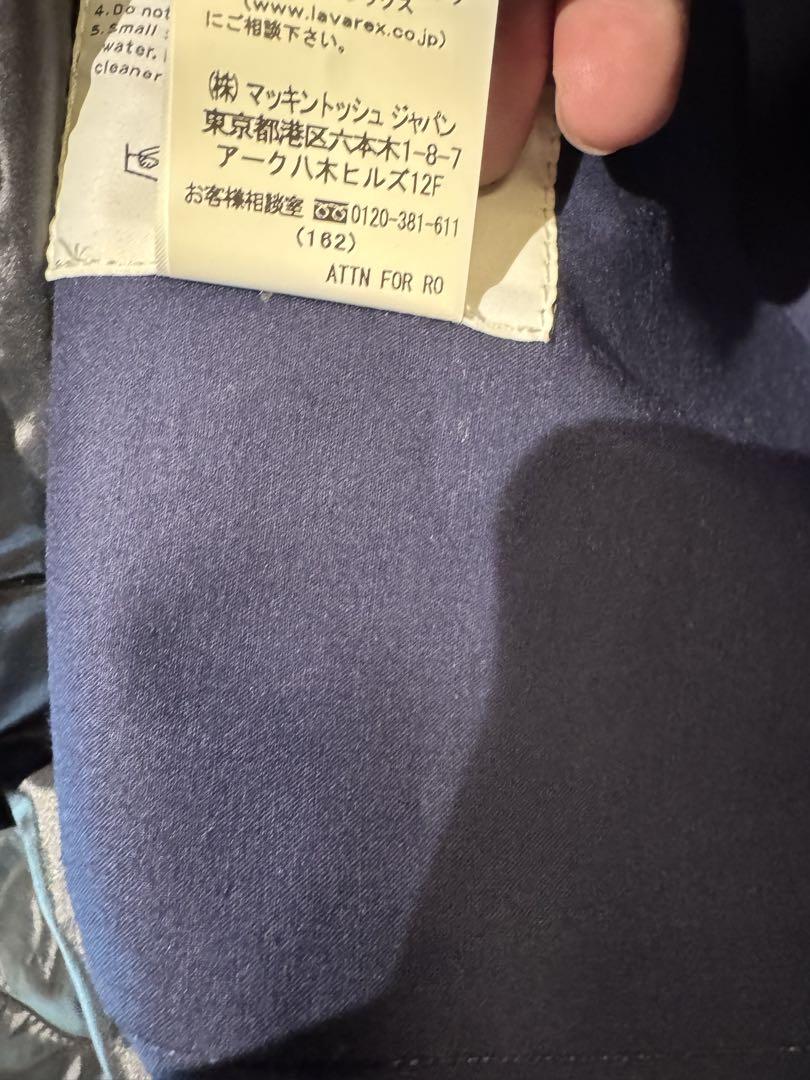 4.Do not
5.Small
water.
cleaner
(www.lavarex.co.jp)
にご相談下さい。
(株) マッキントッシュ ジャパン
東京都港区六本木1-8-7
アーク八木ヒルズ12F
お客様相談室 0120-381-611
(162)
ATTN FOR RO